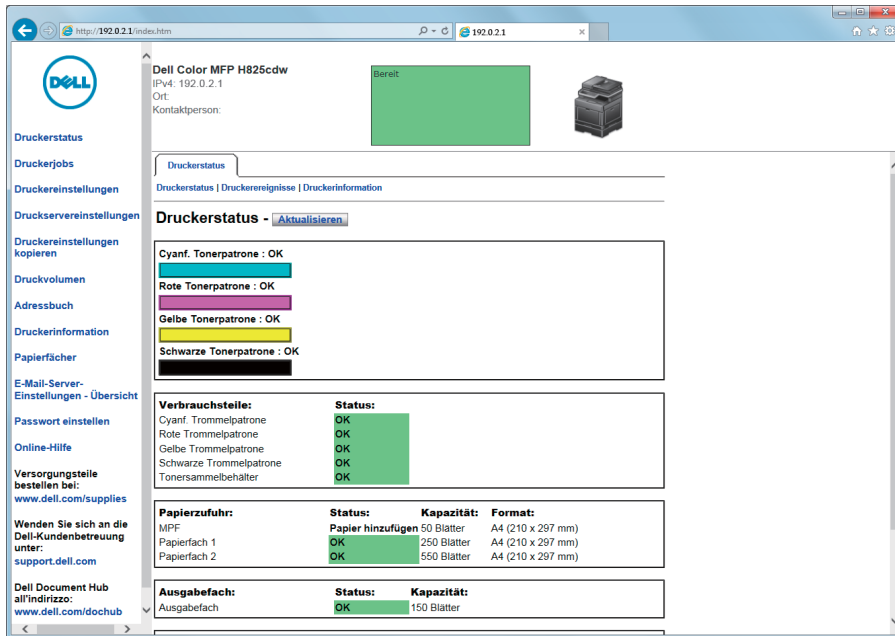 http://192.0.2.1/index.htm
192.0.2.1
DELL
Dell Color MFP H825cdw
IPv4: 192.0.2.1
Ort:
Kontaktperson:
Bereit
Druckerstatus
Druckerjobs
Druckereinstellungen
Druckservereinstellungen
Druckereinstellungen
kopieren
Druckvolumen
Adressbuch
Druckerinformation
Papierfächer
E-Mail-Server-
Einstellungen - Übersicht
Passwort einstellen
Online-Hilfe
Versorgungsteile
bestellen bei:
www.dell.com/supplies
Wenden Sie sich an die
Dell-Kundenbetreuung
unter:
support.dell.com
Dell Document Hub
all'indirizzo:
www.dell.com/dochub
Druckerstatus
Druckerstatus | Druckerereignisse | Druckerinformation
Druckerstatus - Aktualisieren
Cyanf. Tonerpatrone : OK
Rote Tonerpatrone : OK
Gelbe Tonerpatrone : OK
Schwarze Tonerpatrone : OK
Verbrauchsteile: Status:
Cyanf. Trommelpatrone OK
Rote Trommelpatrone OK
Gelbe Trommelpatrone OK
Schwarze Trommelpatrone OK
Tonersammelbehälter OK
Papierzufuhr: Status: Kapazität: Format:
MPF Papier hinzufügen 50 Blätter A4 (210 x 297 mm)
Papierfach 1 OK 250 Blätter A4 (210 x 297 mm)
Papierfach 2 OK 550 Blätter A4 (210 x 297 mm)
Ausgabefach: Status: Kapazität:
Ausgabefach OK 150 Blätter